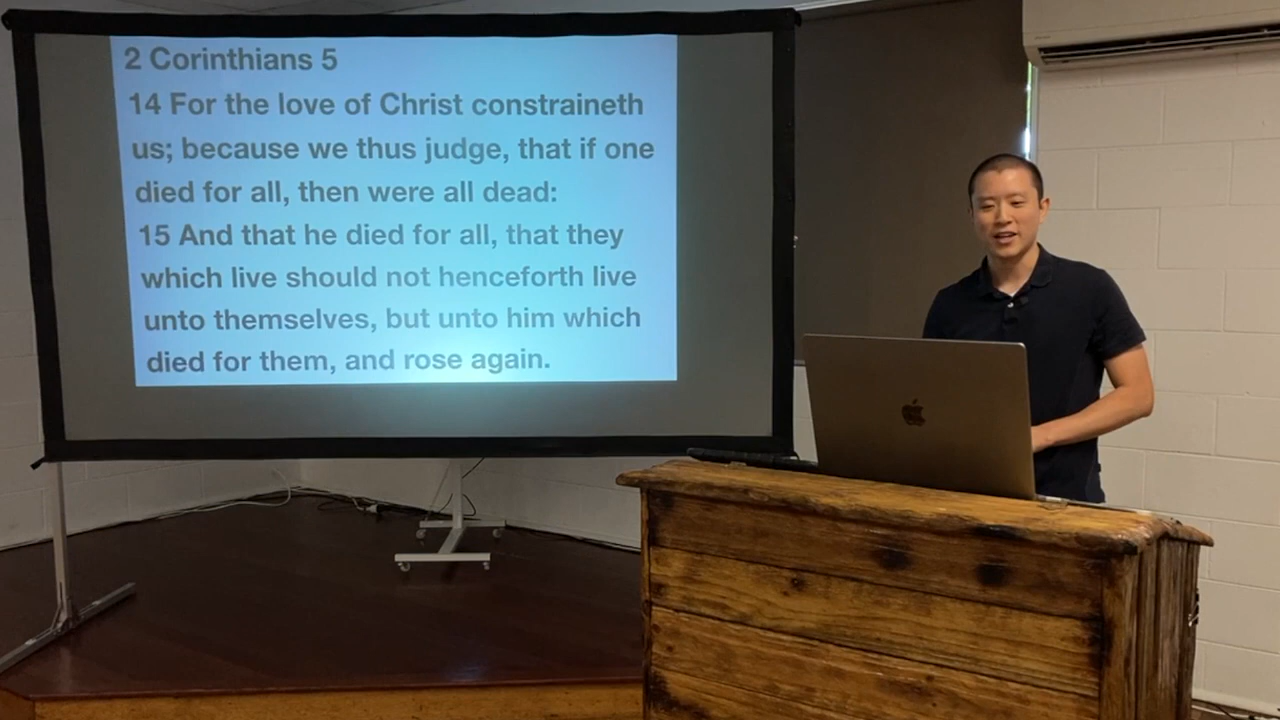 2 Corinthians 5
14 For the love of Christ constraineth
us; because we thus judge, that if one
died for all, then were all dead:
15 And that he died for all, that they
which live should not henceforth live
unto themselves, but unto him which
died for them, and rose again.